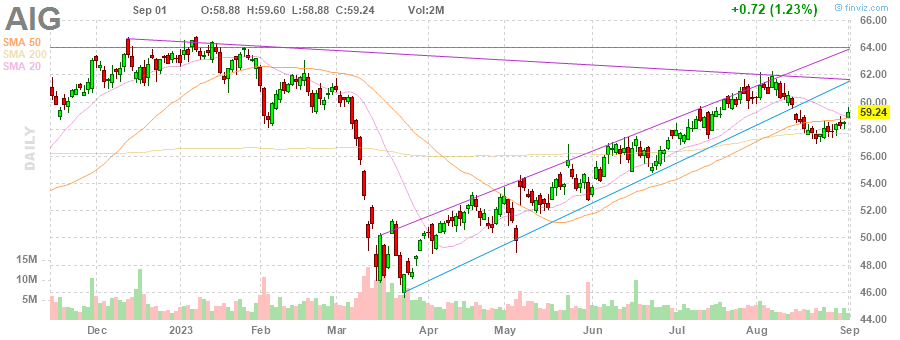 AIG
Sep 01 O:58.88 H:59.60 L:58.88 C:59.24 Vol:2M +0.72 (1.23%)
© finviz.com
SMA 50
SMA 200
SMA 20
DAILY
66.00
64.00
62.00
60.00
59.24
58.00
56.00
54.00
52.00
50.00
48.00
46.00
44.00
15M
10M
5M
Dec 2023 Feb Mar Apr May Jun Jul Aug Sep